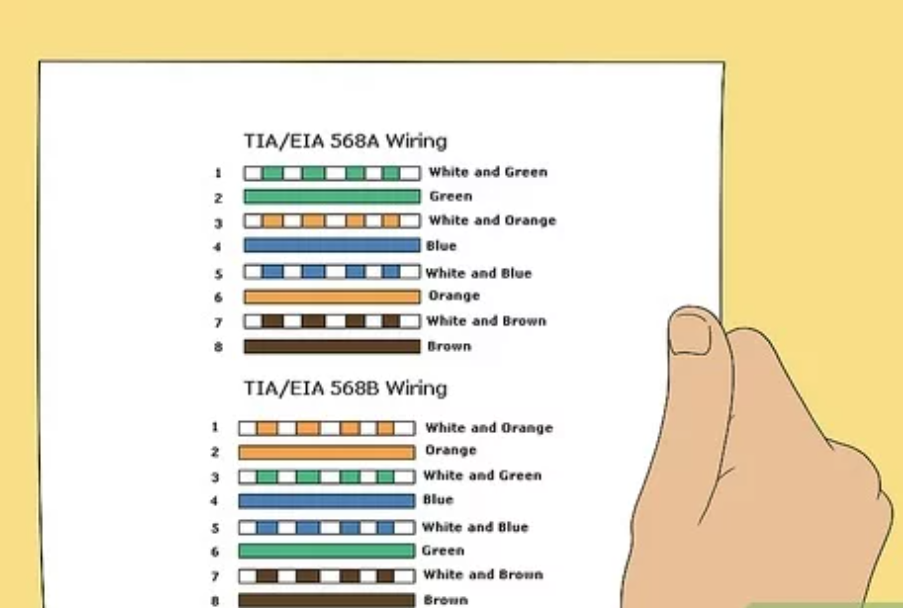 TIA/EIA 568A Wiring
1 White and Green
2 Green
3 White and Orange
4 Blue
5 White and Blue
6 Orange
7 White and Brown
8 Brown
TIA/EIA 568B Wiring
1 White and Orange
2 Orange
3 White and Green
4 Blue
5 White and Blue
6 Green
7 White and Brown
8 Brown